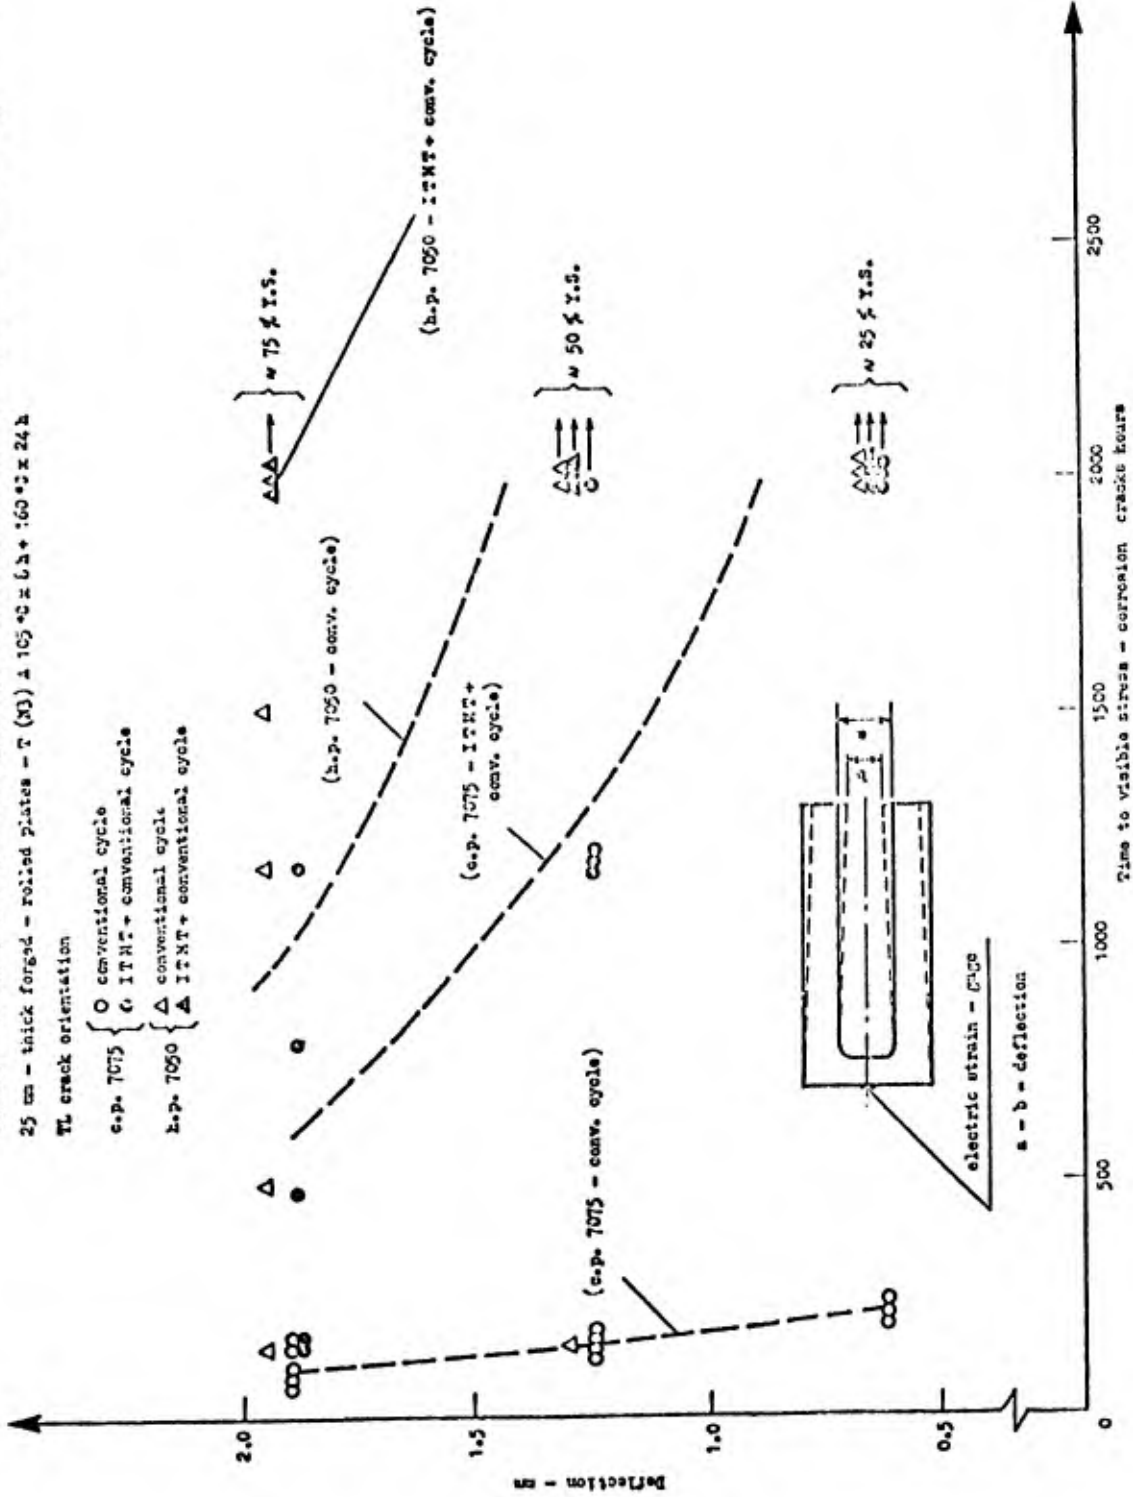 25 mm - thick forged - rolled plates - T (N3) + 105 °C x 6 h + 160 °C x 24 h
TL crack orientation
c.p. 7075
O conventional cycle
ITMT + conventional cycle
h.p. 7050
△ conventional cycle
▲ ITMT + conventional cycle
Deflection - mm
2.0
1.5
1.0
0.5
0
500
1000
1500
2000
2500
Time to visible stress - corrosion cracks hours
≈ 75 % Y.S.
≈ 50 % Y.S.
≈ 25 % Y.S.
(h.p. 7050 - ITMT + conv. cycle)
(h.p. 7050 - conv. cycle)
(c.p. 7075 - ITMT +
conv. cycle)
(c.p. 7075 - conv. cycle)
electric strain - gage
a - b = deflection
b
a